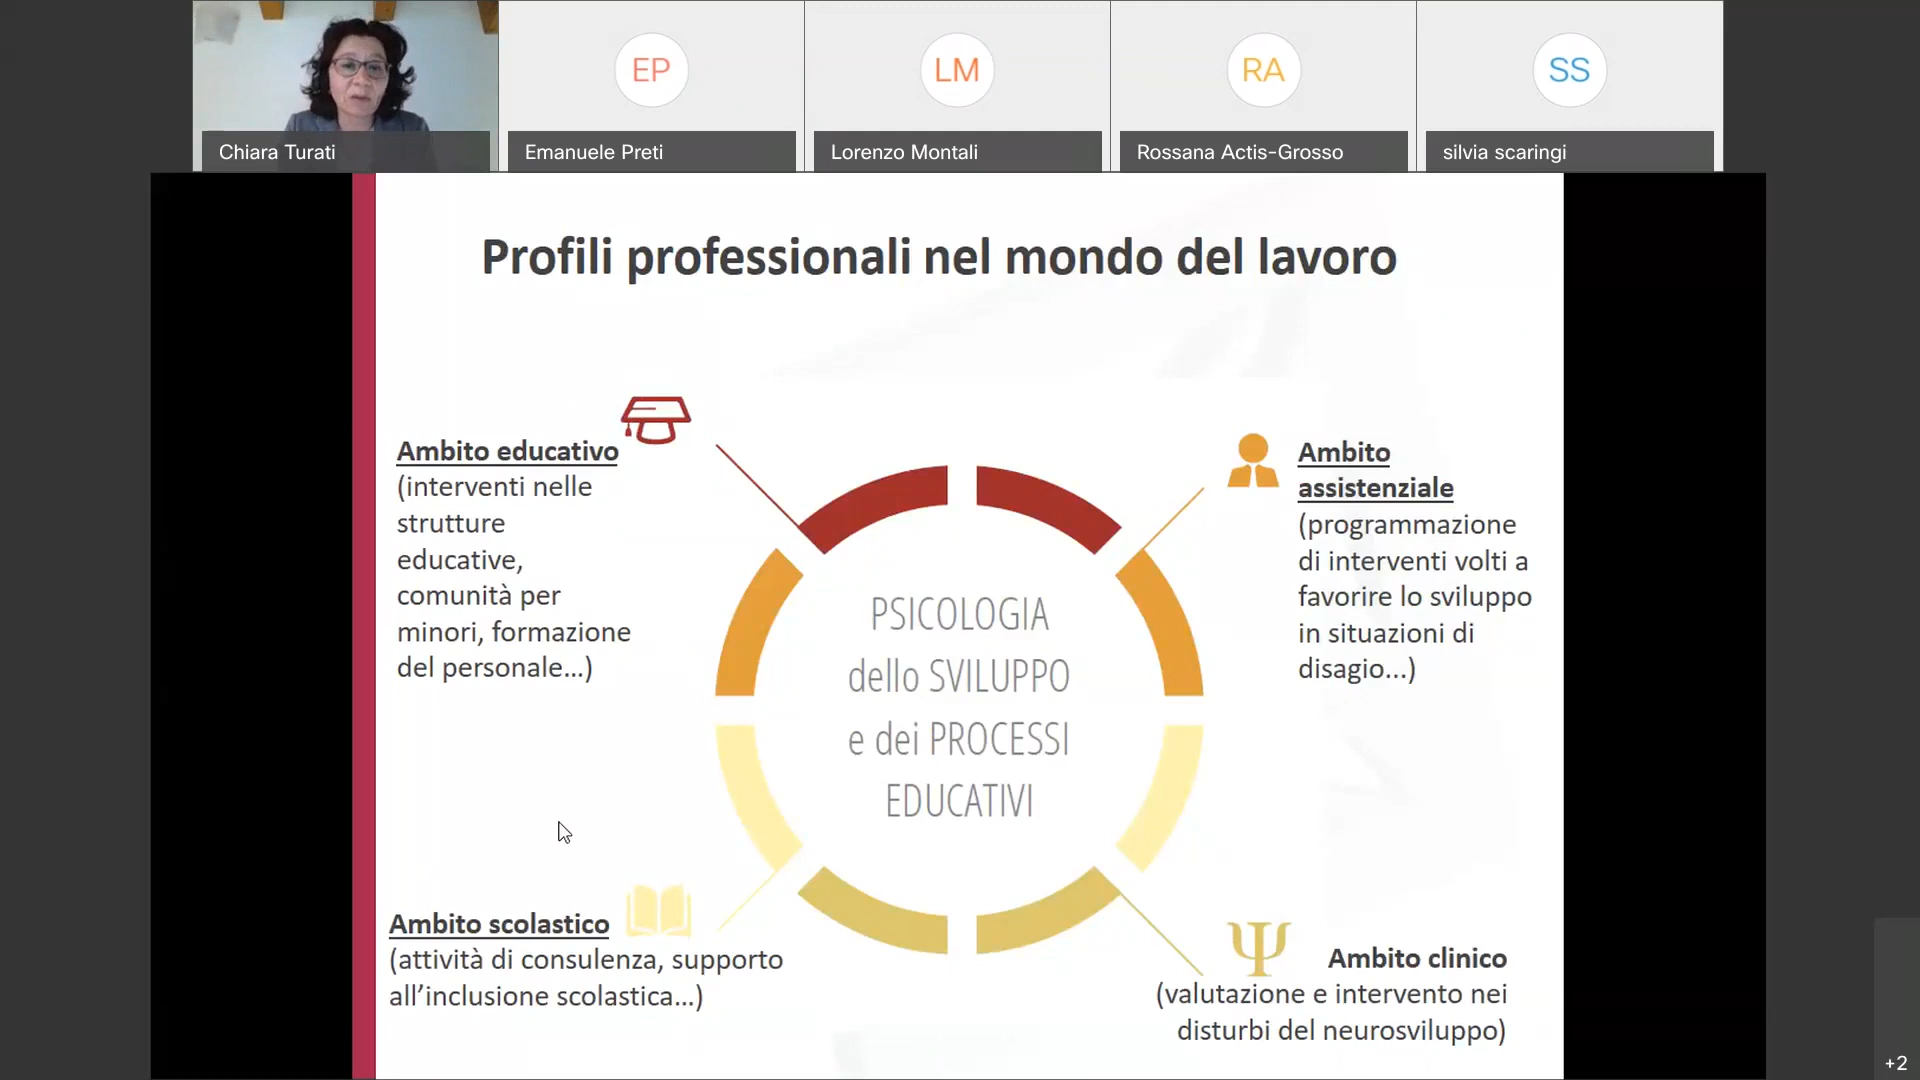 EP
LM
RA
SS
Chiara Turati
Emanuele Preti
Lorenzo Montali
Rossana Actis-Grosso
silvia scaringi
Profili professionali nel mondo del lavoro
Ambito educativo
(interventi nelle
strutture
educative,
comunità per
minori, formazione
del personale...)
Ambito
assistenziale
(programmazione
di interventi volti a
favorire lo sviluppo
in situazioni di
disagio...)
PSICOLOGIA
dello SVILUPPO
e dei PROCESSI
EDUCATIVI
Ambito scolastico
(attività di consulenza, supporto
all'inclusione scolastica...)
Ψ
Ambito clinico
(valutazione e intervento nei
disturbi del neurosviluppo)
+2